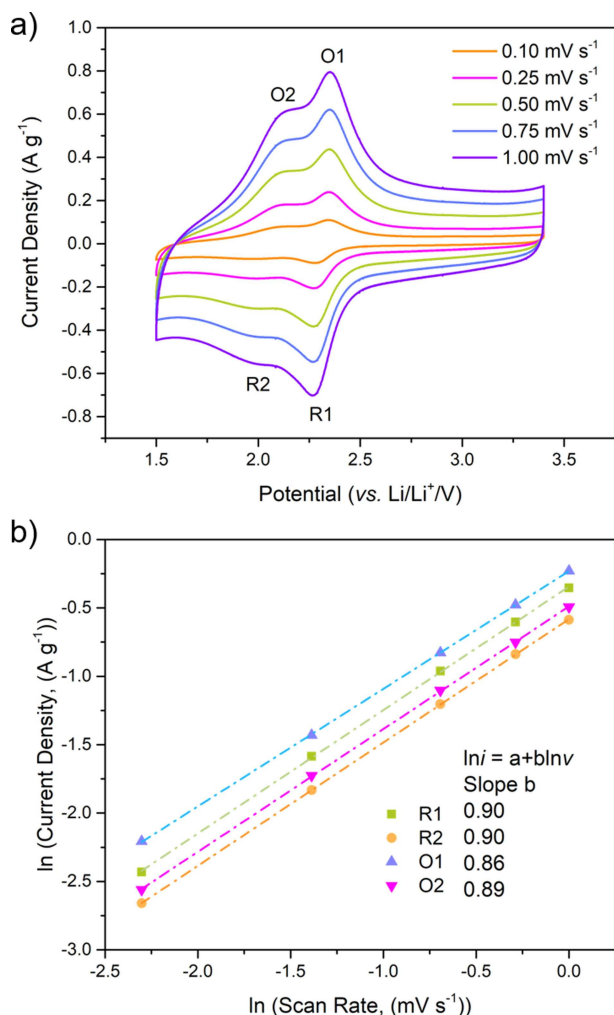 a)
1.0
0.8
0.6
0.4
0.2
0.0
-0.2
-0.4
-0.6
-0.8
Current Density (A g⁻¹)
O1
O2
R2
R1
0.10 mV s⁻¹
0.25 mV s⁻¹
0.50 mV s⁻¹
0.75 mV s⁻¹
1.00 mV s⁻¹
1.5 2.0 2.5 3.0 3.5
Potential (vs. Li/Li⁺/V)
b)
0.0
-0.5
-1.0
-1.5
-2.0
-2.5
-3.0
ln (Current Density, (A g⁻¹))
lni = a+blnv
Slope b
R1 0.90
R2 0.90
O1 0.86
O2 0.89
-2.5 -2.0 -1.5 -1.0 -0.5 0.0
ln (Scan Rate, (mV s⁻¹))